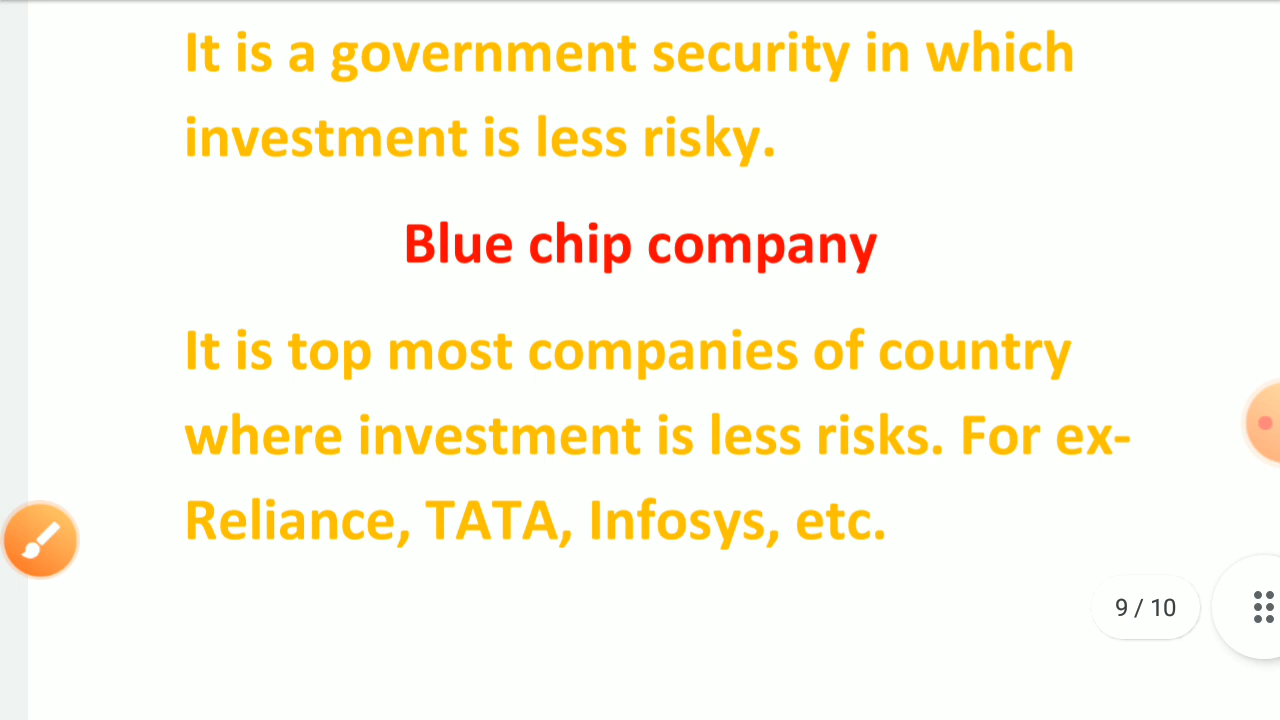 It is a government security in which
investment is less risky.
Blue chip company
It is top most companies of country
where investment is less risks. For ex-
Reliance, TATA, Infosys, etc.
9 / 10